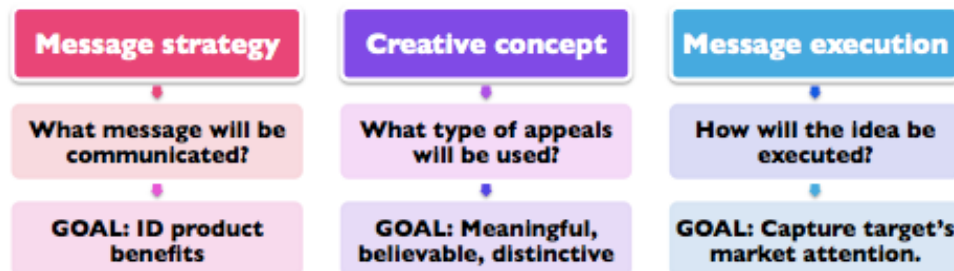 Message strategy
Creative concept
Message execution
What message will be
communicated?
What type of appeals
will be used?
How will the idea be
executed?
GOAL: ID product
benefits
GOAL: Meaningful,
believable, distinctive
GOAL: Capture target's
market attention.